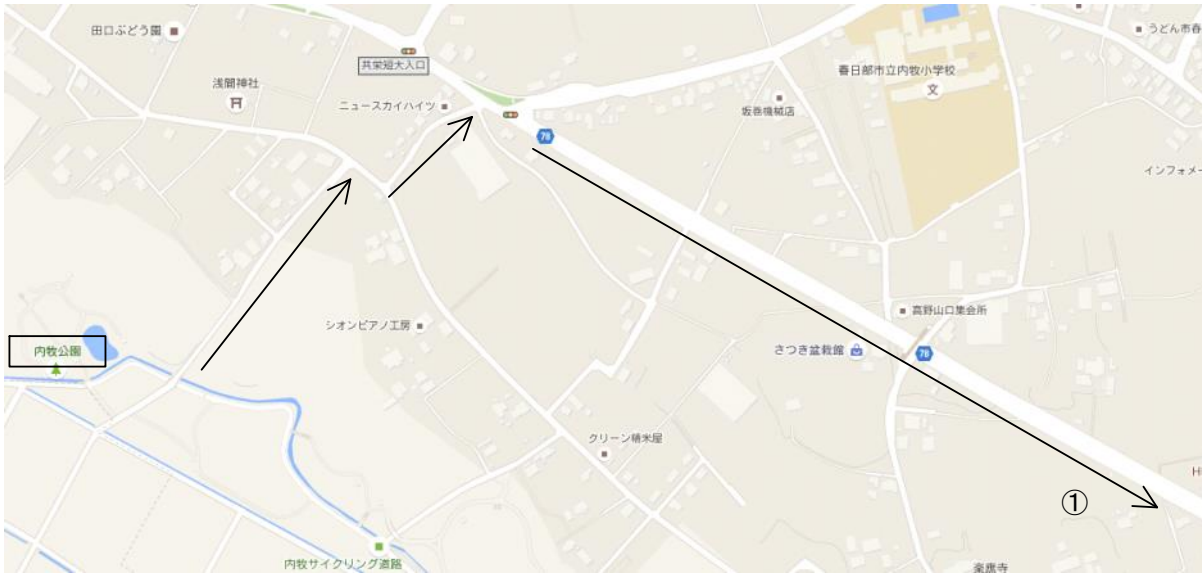 田口ぶどう園
うどん市春
共栄短大入口
浅間神社
春日部市立内牧小学校
文
ニュースカイハイツ
坂巻機械店
78
インフォメー
高野山口集会所
シオンピアノ工房
さつき盆栽館
78
内牧公園
クリーン精米屋
H
①
内牧サイクリング道路